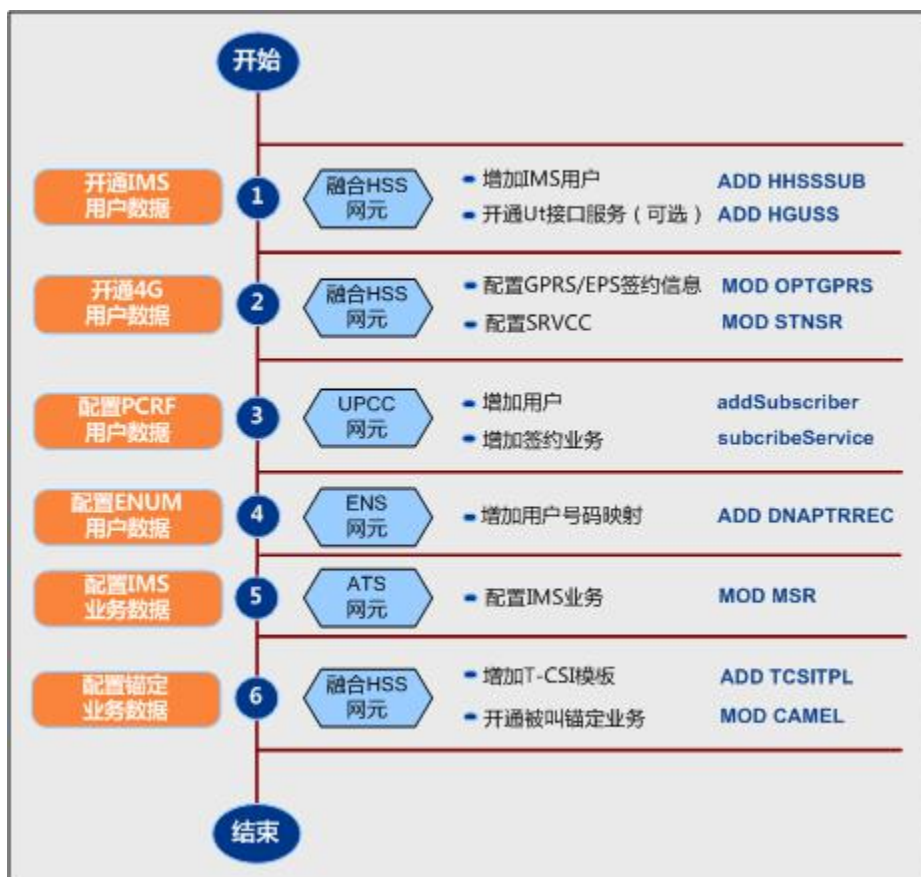 开始
开通IMS
用户数据
1
融合HSS
网元
增加IMS用户 ADD HHSSSUB
开通Ut接口服务（可选） ADD HGUSS
开通4G
用户数据
2
融合HSS
网元
配置GPRS/EPS签约信息 MOD OPTGPRS
配置SRVCC MOD STNSR
配置PCRF
用户数据
3
UPCC
网元
增加用户 addSubscriber
增加签约业务 subcribeService
配置ENUM
用户数据
4
ENS
网元
增加用户号码映射 ADD DNAPTRREC
配置IMS
业务数据
5
ATS
网元
配置IMS业务 MOD MSR
配置锚定
业务数据
6
融合HSS
网元
增加T-CSI模板 ADD TCSITPL
开通被叫锚定业务 MOD CAMEL
结束